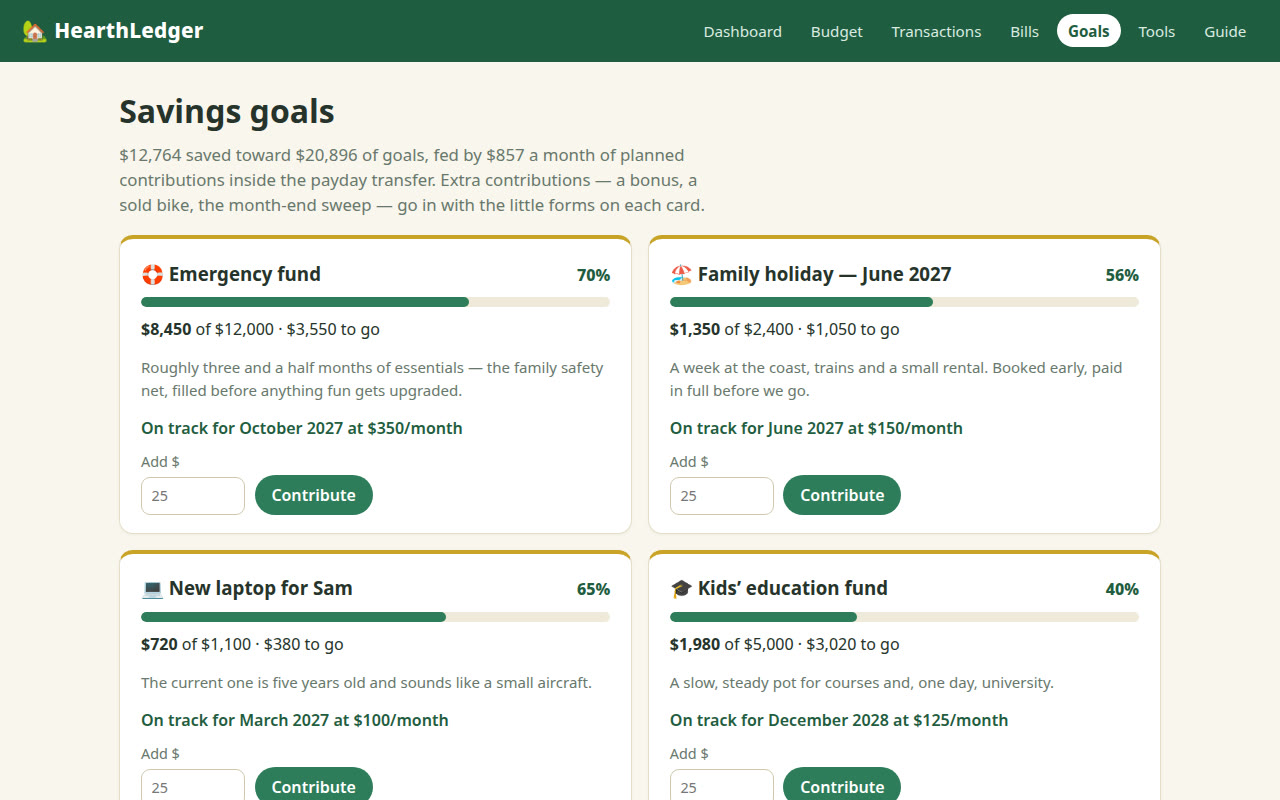 🏡 HearthLedger
Dashboard
Budget
Transactions
Bills
Goals
Tools
Guide
Savings goals
$12,764 saved toward $20,896 of goals, fed by $857 a month of planned
contributions inside the payday transfer. Extra contributions — a bonus, a
sold bike, the month-end sweep — go in with the little forms on each card.
🛟 Emergency fund
70%
$8,450 of $12,000 · $3,550 to go
Roughly three and a half months of essentials — the family safety
net, filled before anything fun gets upgraded.
On track for October 2027 at $350/month
Add $
25
Contribute
🏖️ Family holiday — June 2027
56%
$1,350 of $2,400 · $1,050 to go
A week at the coast, trains and a small rental. Booked early, paid
in full before we go.
On track for June 2027 at $150/month
Add $
25
Contribute
💻 New laptop for Sam
65%
$720 of $1,100 · $380 to go
The current one is five years old and sounds like a small aircraft.
On track for March 2027 at $100/month
Add $
25
Contribute
🎓 Kids’ education fund
40%
$1,980 of $5,000 · $3,020 to go
A slow, steady pot for courses and, one day, university.
On track for December 2028 at $125/month
Add $
25
Contribute